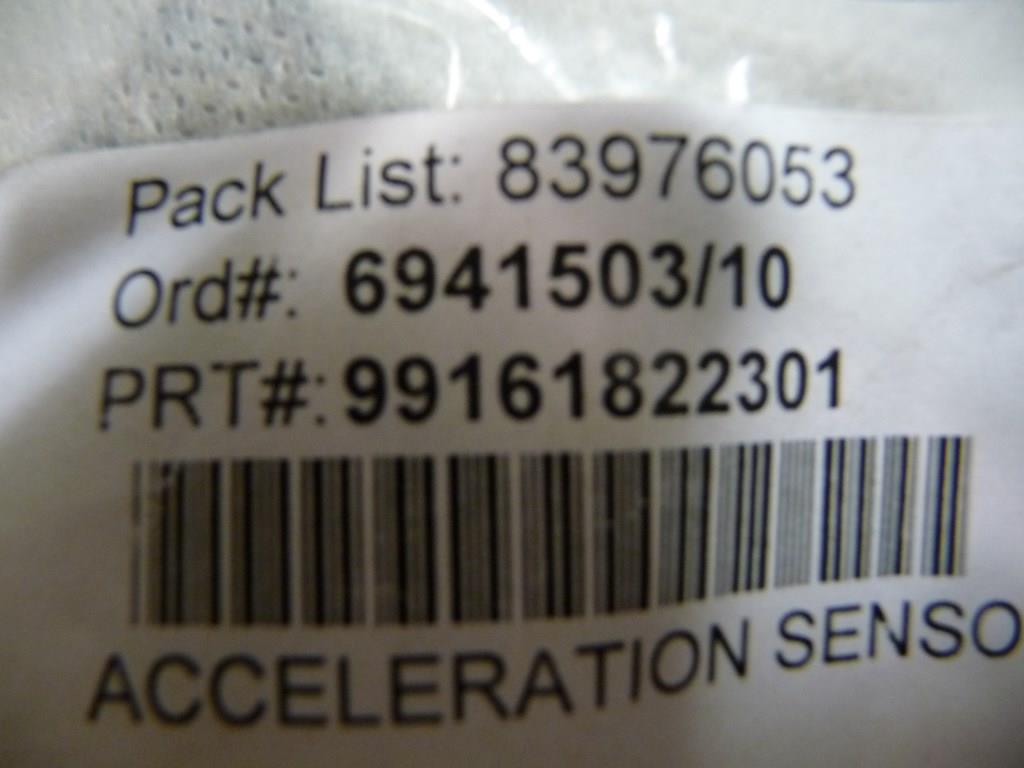 Pack List: 83976053
Ord#: 6941503/10
PRT#: 99161822301
ACCELERATION SENSO